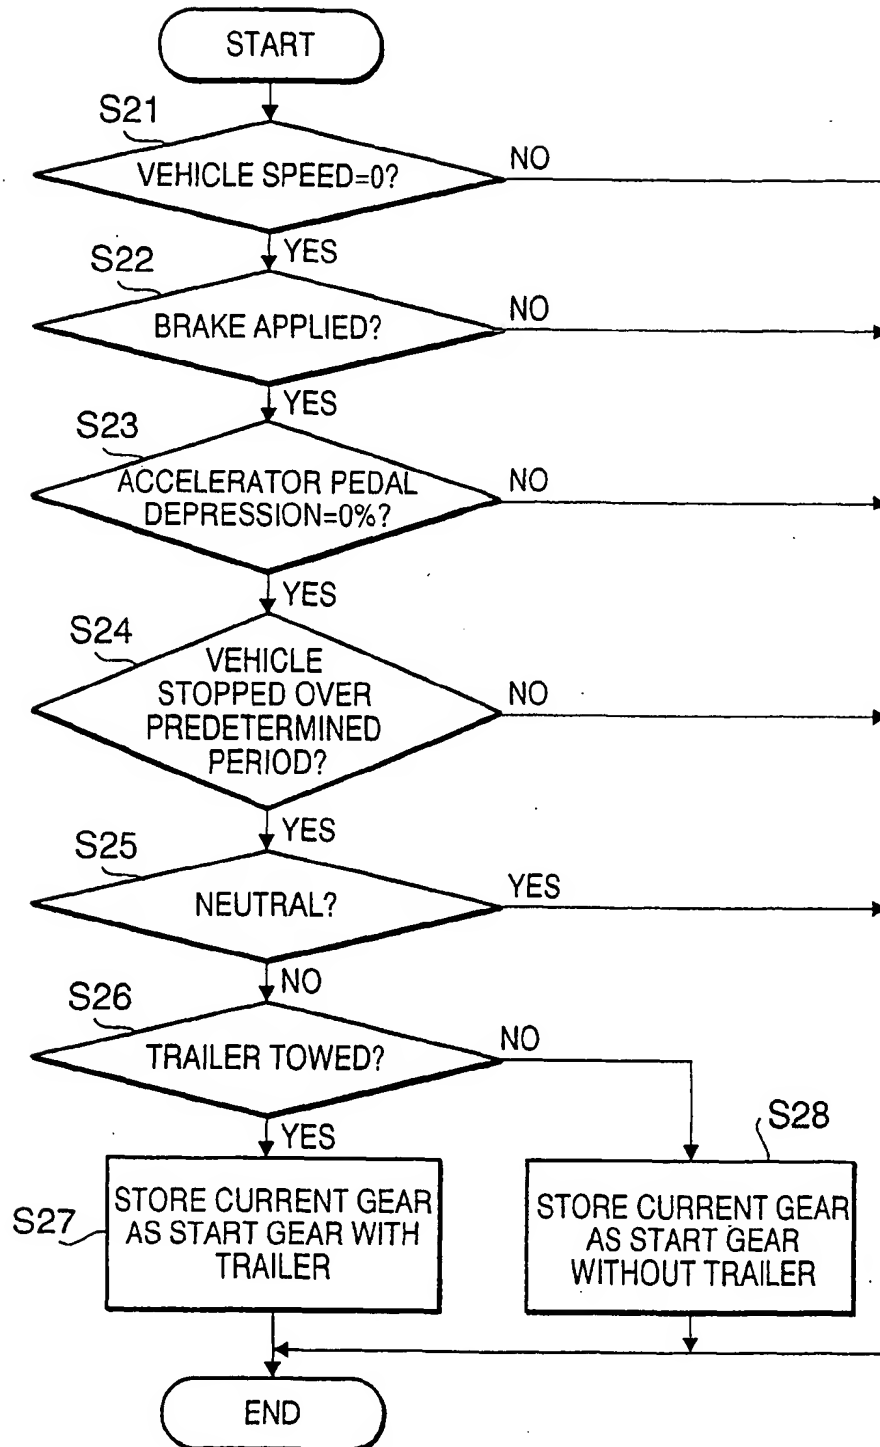 START
S21
VEHICLE SPEED=0?
NO
YES
S22
BRAKE APPLIED?
NO
YES
S23
ACCELERATOR PEDAL
DEPRESSION=0%?
NO
YES
S24
VEHICLE
STOPPED OVER
PREDETERMINED
PERIOD?
NO
YES
S25
NEUTRAL?
YES
NO
S26
TRAILER TOWED?
NO
YES
S27
STORE CURRENT GEAR
AS START GEAR WITH
TRAILER
S28
STORE CURRENT GEAR
AS START GEAR
WITHOUT TRAILER
END